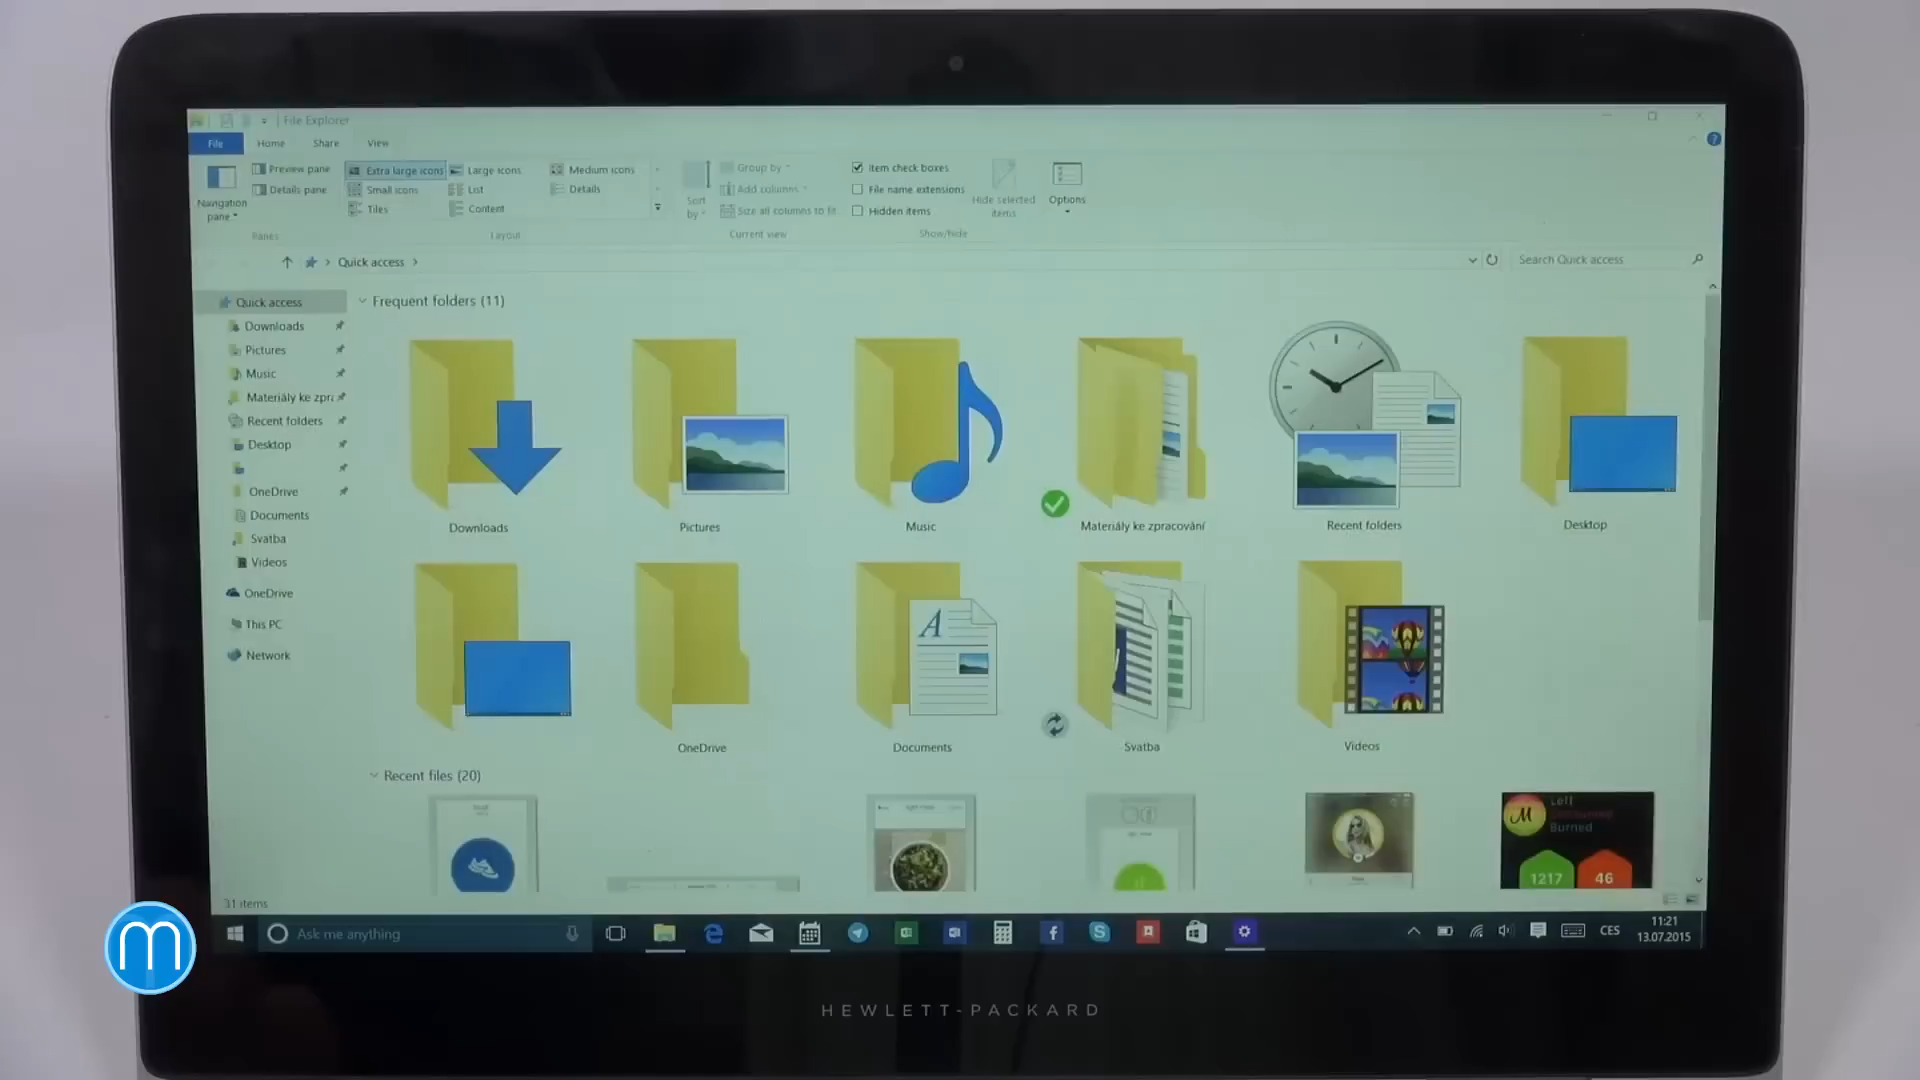 File Explorer
File Home Share View
Navigation pane
Preview pane
Details pane
Panes
Extra large icons Large icons Medium icons
Small icons List Details
Tiles Content
Layout
Sort by
Group by
Add columns
Size all columns to fit
Current view
Item check boxes
File name extensions
Hidden items
Hide selected items
Show/hide
Options
Quick access
Search Quick access
Quick access
Downloads
Pictures
Music
Materiály ke zpra
Recent folders
Desktop
OneDrive
Documents
Svatba
Videos
OneDrive
This PC
Network
Frequent folders (11)
Downloads Pictures Music Materiály ke zpracování Recent folders Desktop
OneDrive Documents Svatba Videos
Recent files (20)
Left
Burned
1217 46
31 items
Ask me anything
CES
11:21
13.07.2015
HEWLETT-PACKARD
m